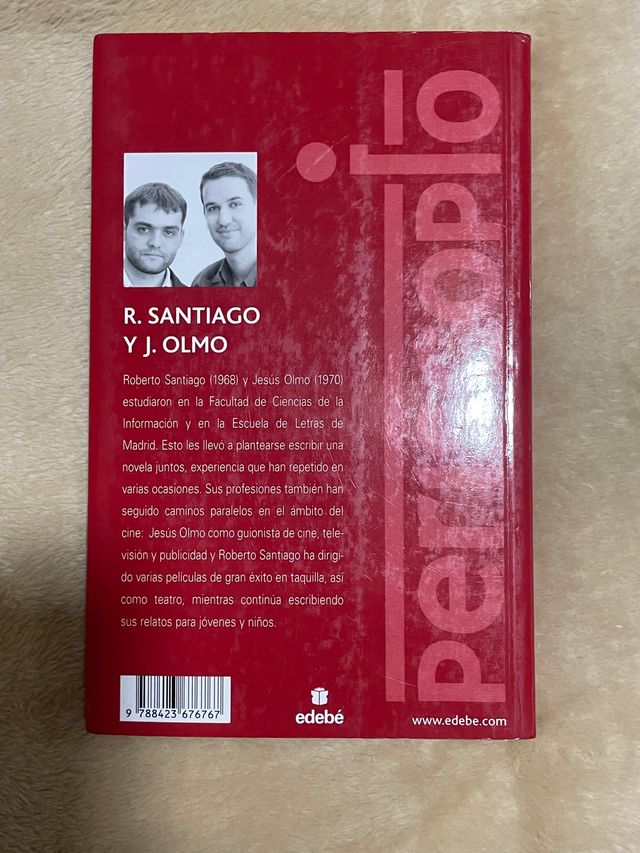 R. SANTIAGO
Y J. OLMO
Roberto Santiago (1968) y Jesús Olmo (1970)
estudiaron en la Facultad de Ciencias de la
Información y en la Escuela de Letras de
Madrid. Esto les llevó a plantearse escribir una
novela juntos, experiencia que han repetido en
varias ocasiones. Sus profesiones también han
seguido caminos paralelos en el ámbito del
cine: Jesús Olmo como guionista de cine, tele-
visión y publicidad y Roberto Santiago ha dirigi-
do varias películas de gran éxito en taquilla, así
como teatro, mientras continúa escribiendo
sus relatos para jóvenes y niños.
9 788423 676767
edebé
www.edebe.com